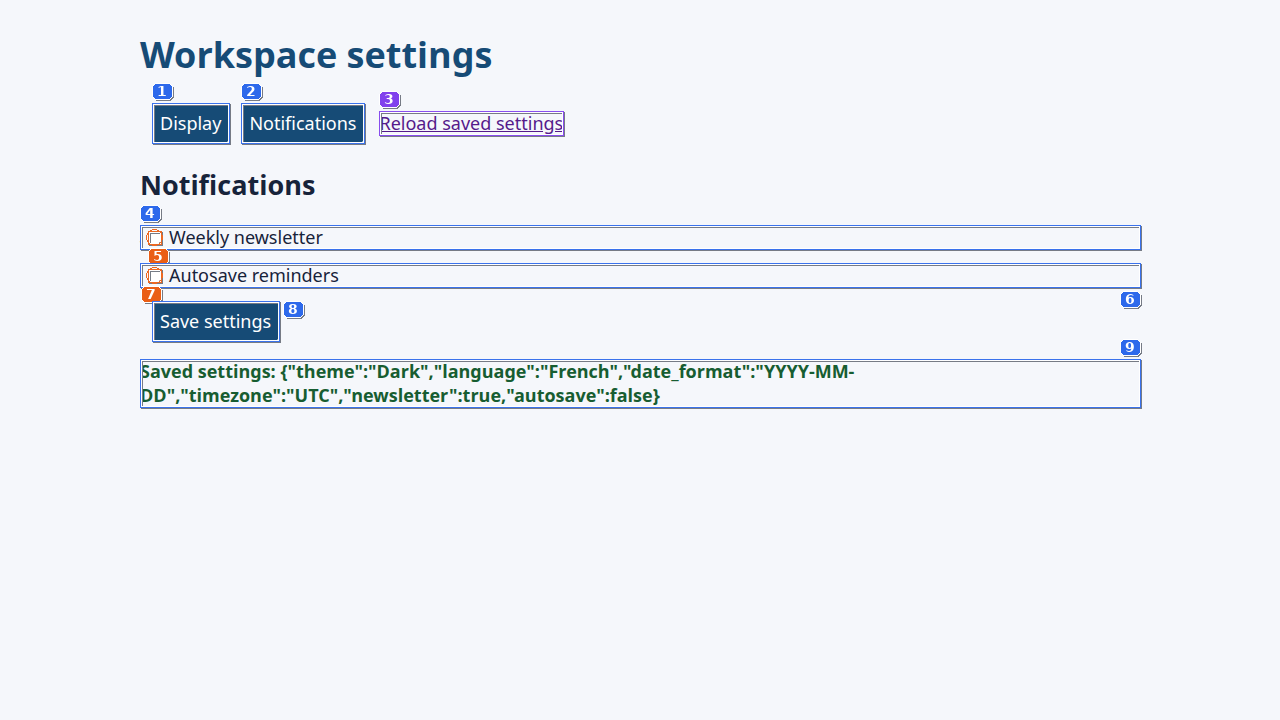 Workspace settings
1
2
3
Display
Notifications
Reload saved settings
Notifications
4
Weekly newsletter
5
Autosave reminders
7
6
Save settings
8
9
Saved settings: {"theme":"Dark","language":"French","date_format":"YYYY-MM-
DD","timezone":"UTC","newsletter":true,"autosave":false}